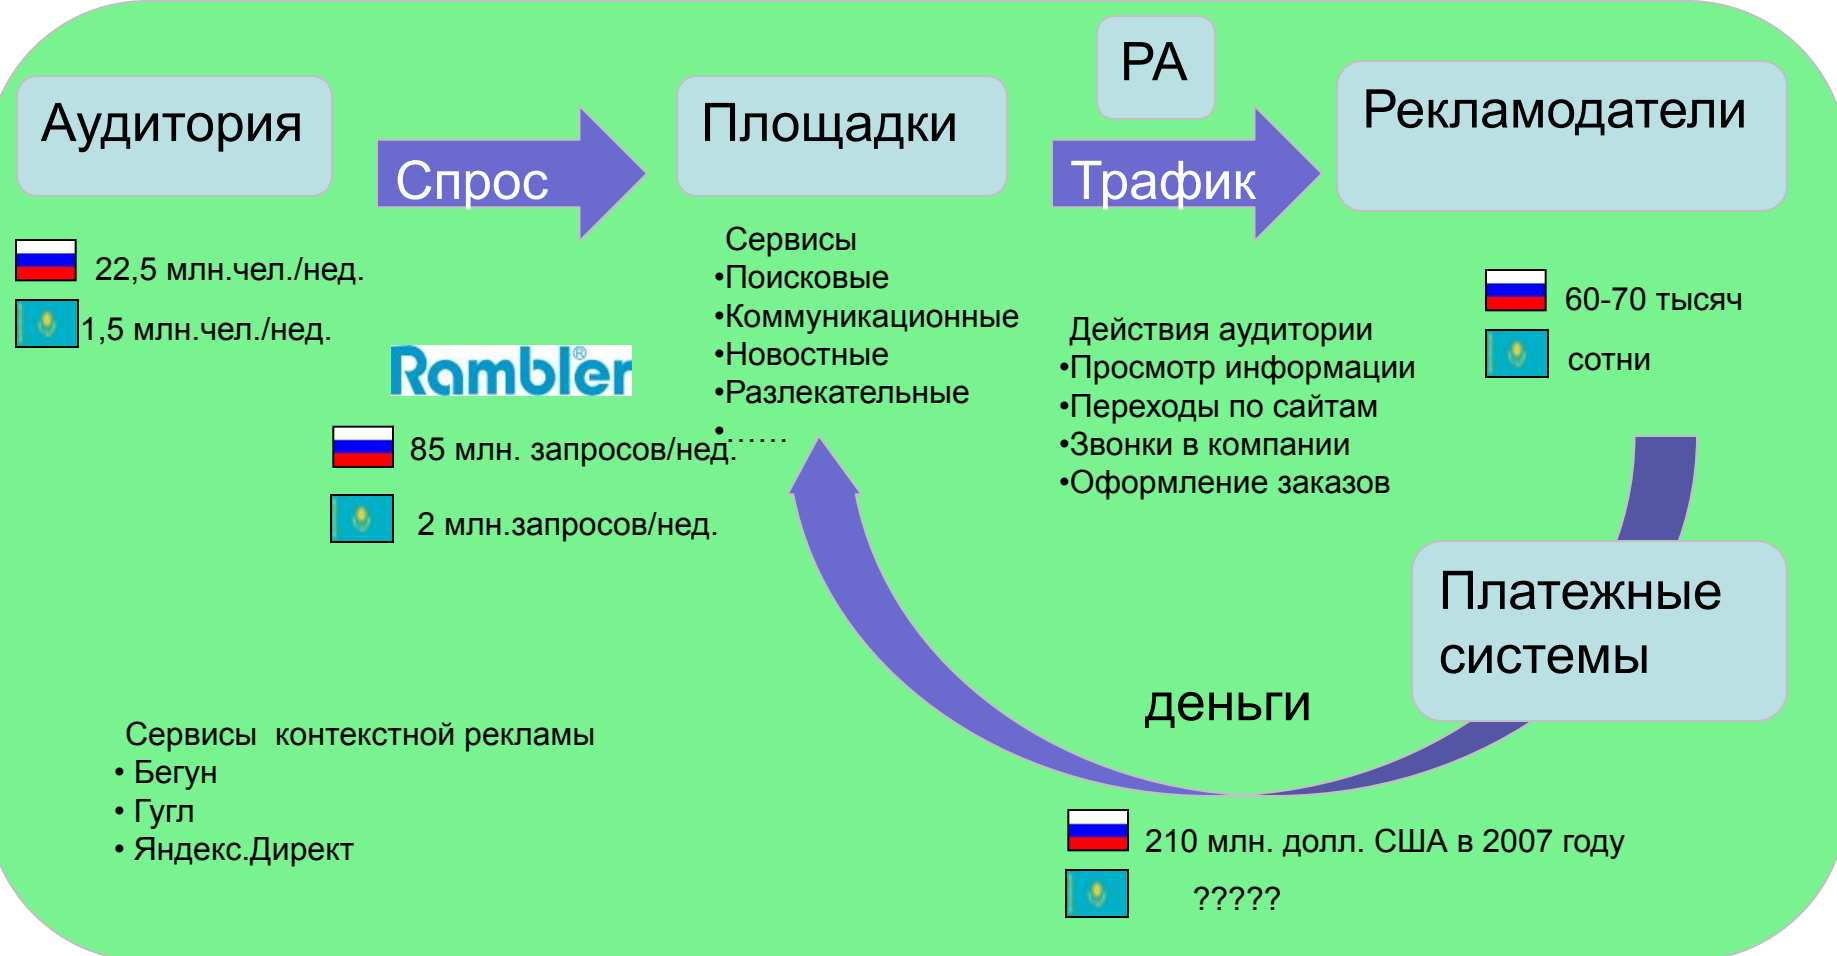 Аудитория
Спрос
Площадки
РА
Трафик
Рекламодатели
22,5 млн.чел./нед.
1,5 млн.чел./нед.
Rambler®
85 млн. запросов/нед.
2 млн.запросов/нед.
Сервисы
•Поисковые
•Коммуникационные
•Новостные
•Разлекательные
•……
Действия аудитории
•Просмотр информации
•Переходы по сайтам
•Звонки в компании
•Оформление заказов
60-70 тысяч
сотни
Платежные
системы
деньги
210 млн. долл. США в 2007 году
?????
Сервисы контекстной рекламы
• Бегун
• Гугл
• Яндекс.Директ